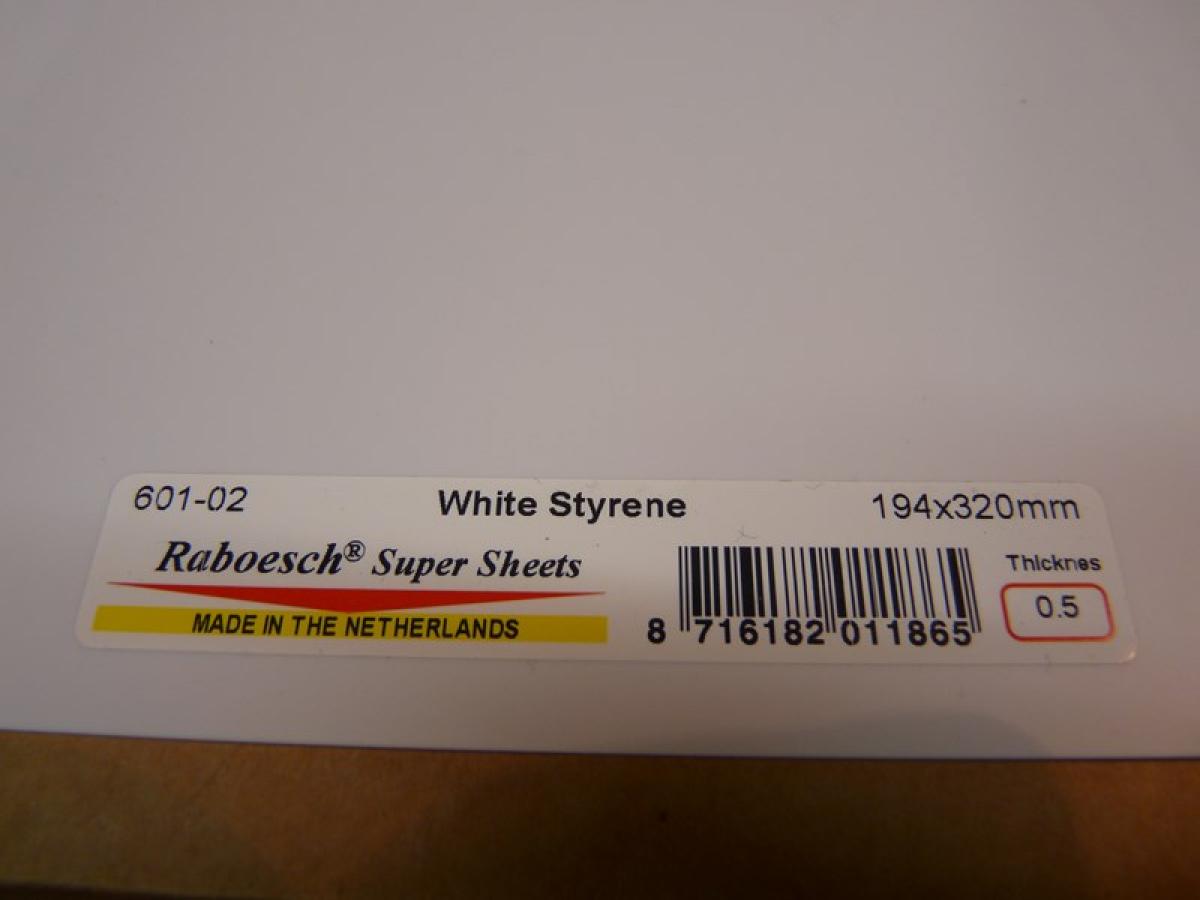 601-02 White Styrene 194x320mm
Raboesch® Super Sheets
MADE IN THE NETHERLANDS
8 716182 011865
Thicknes
0.5